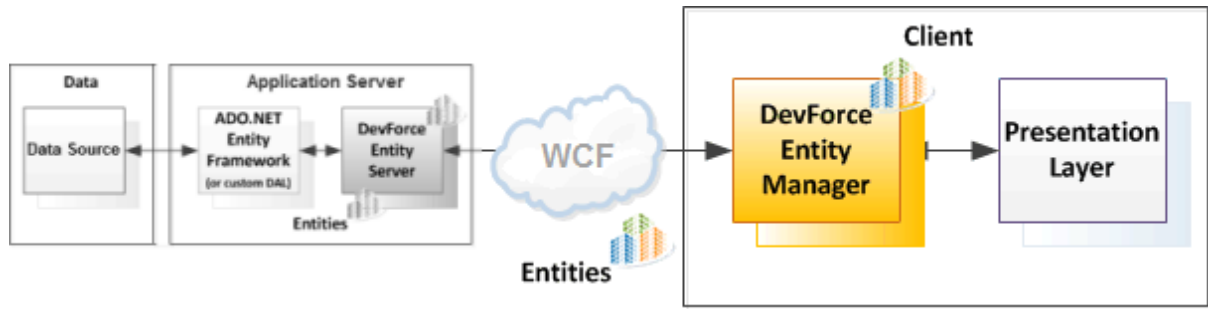 Data
Data Source
Application Server
ADO.NET
Entity
Framework
(or custom DAL)
DevForce
Entity
Server
Entities
WCF
Entities
Client
DevForce
Entity
Manager
Presentation
Layer